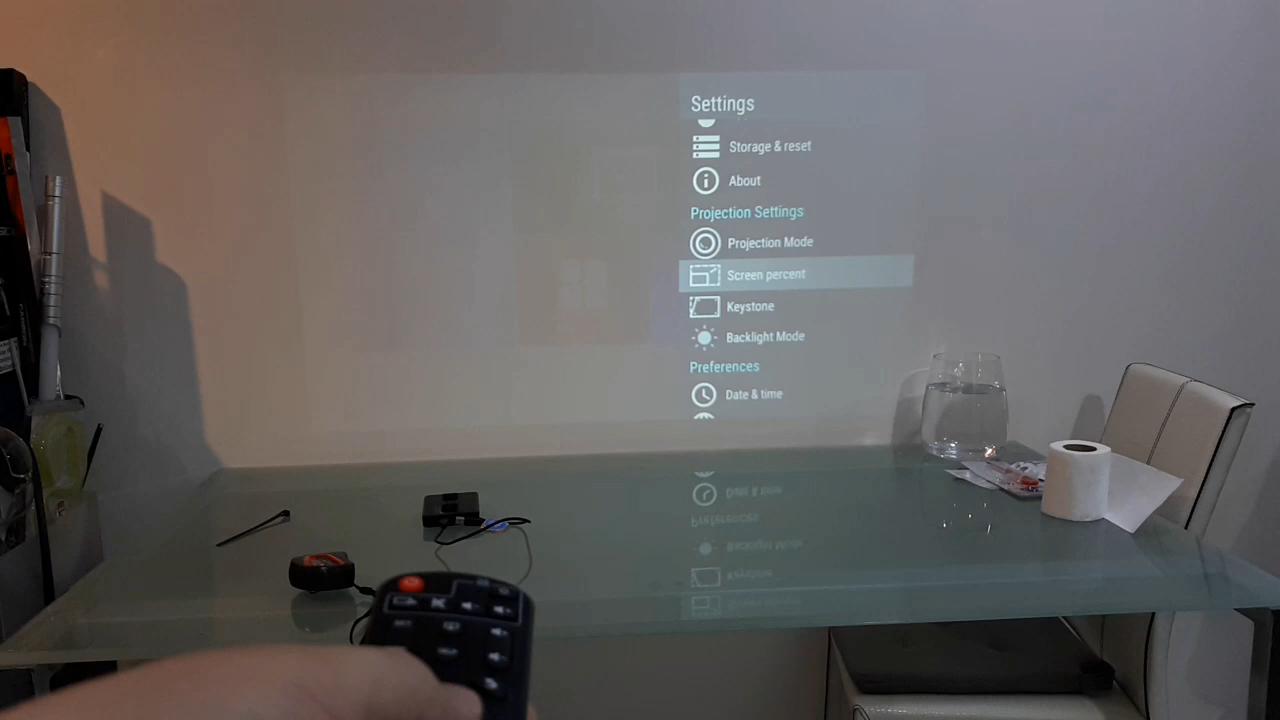 Settings
Storage & reset
About
Projection Settings
Projection Mode
Screen percent
Keystone
Backlight Mode
Preferences
Date & time